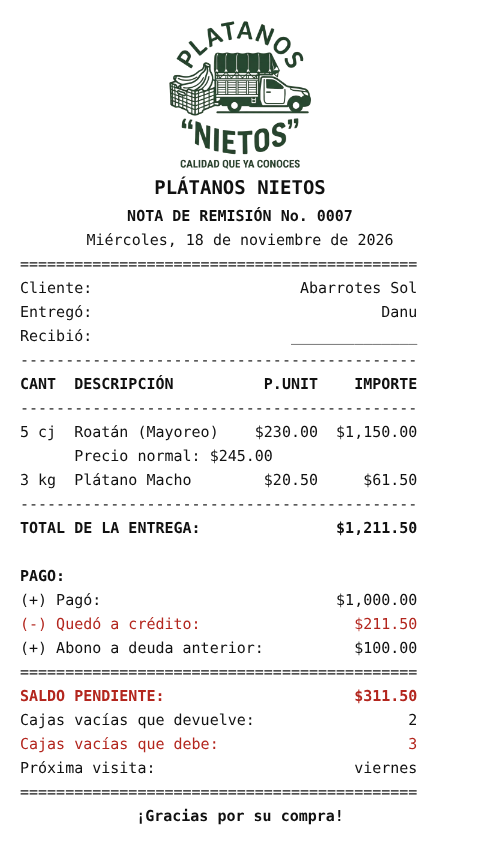 PLATANOS
"NIETOS"
CALIDAD QUE YA CONOCES
PLÁTANOS NIETOS
NOTA DE REMISIÓN No. 0007
Miércoles, 18 de noviembre de 2026
============================================
Cliente: Abarrotes Sol
Entregó: Danu
Recibió: ______________
--------------------------------------------
CANT DESCRIPCIÓN P.UNIT IMPORTE
--------------------------------------------
5 cj Roatán (Mayoreo) $230.00 $1,150.00
Precio normal: $245.00
3 kg Plátano Macho $20.50 $61.50
--------------------------------------------
TOTAL DE LA ENTREGA: $1,211.50
PAGO:
(+) Pagó: $1,000.00
(-) Quedó a crédito: $211.50
(+) Abono a deuda anterior: $100.00
============================================
SALDO PENDIENTE: $311.50
Cajas vacías que devuelve: 2
Cajas vacías que debe: 3
Próxima visita: viernes
============================================
¡Gracias por su compra!